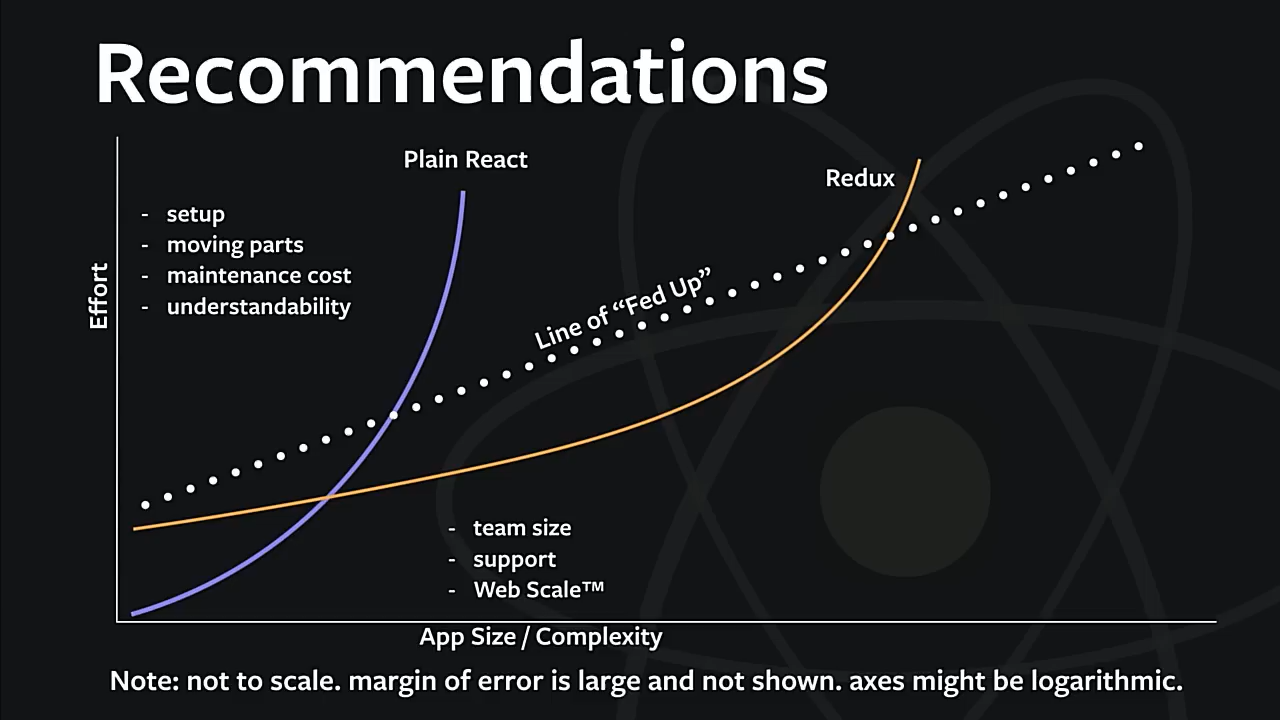 Recommendations
Plain React
Redux
- setup
- moving parts
- maintenance cost
- understandability
Effort
Line of “Fed Up”
- team size
- support
- Web Scale™
App Size / Complexity
Note: not to scale. margin of error is large and not shown. axes might be logarithmic.